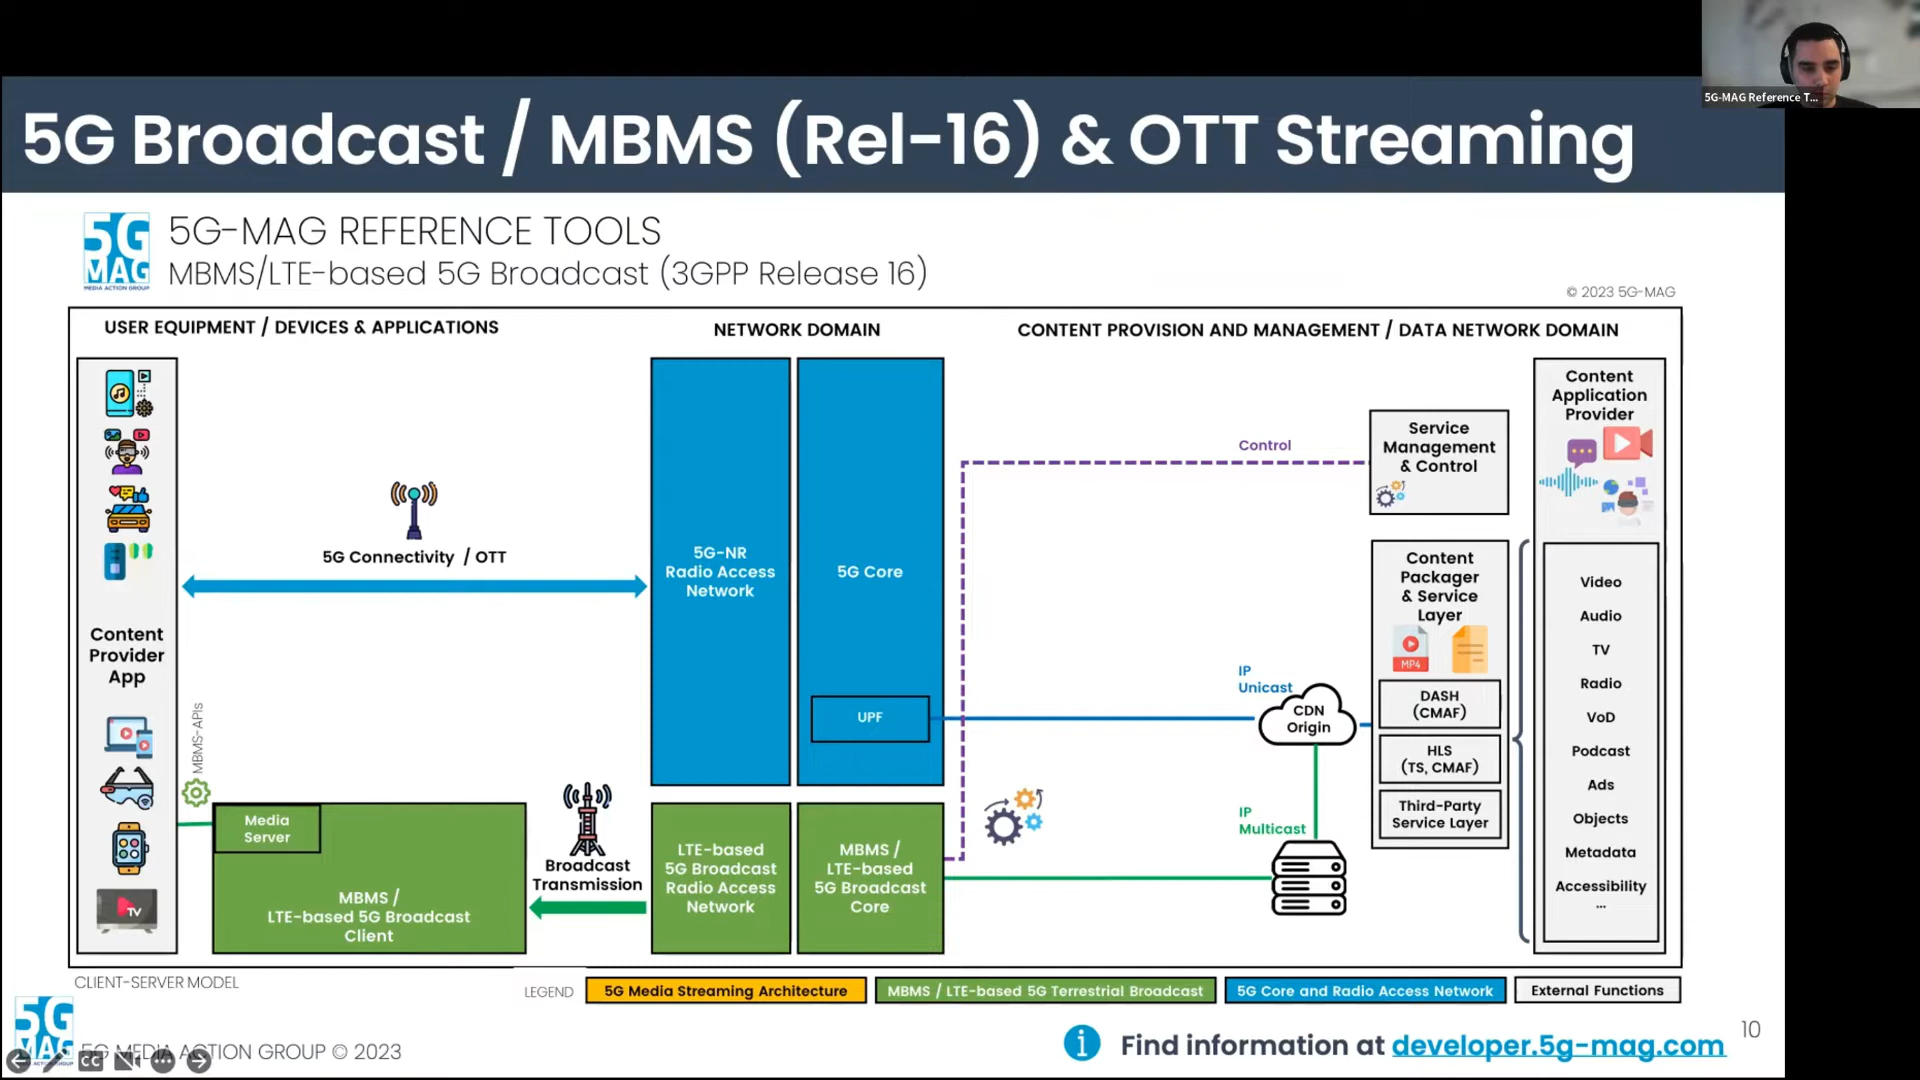 5G-MAG Reference T...
5G Broadcast / MBMS (Rel-16) & OTT Streaming
5G
MAG
MEDIA ACTION GROUP
5G-MAG REFERENCE TOOLS
MBMS/LTE-based 5G Broadcast (3GPP Release 16)
© 2023 5G-MAG
USER EQUIPMENT / DEVICES & APPLICATIONS
NETWORK DOMAIN
CONTENT PROVISION AND MANAGEMENT / DATA NETWORK DOMAIN
Content
Provider
App
TV
MBMS-APIs
5G Connectivity / OTT
Media
Server
MBMS /
LTE-based 5G Broadcast
Client
Broadcast
Transmission
5G-NR
Radio Access
Network
5G Core
UPF
LTE-based
5G Broadcast
Radio Access
Network
MBMS /
LTE-based
5G Broadcast
Core
Control
IP
Unicast
CDN
Origin
IP
Multicast
Service
Management
& Control
Content
Packager
& Service
Layer
MP4
DASH
(CMAF)
HLS
(TS, CMAF)
Third-Party
Service Layer
Content
Application
Provider
Video
Audio
TV
Radio
VoD
Podcast
Ads
Objects
Metadata
Accessibility
...
CLIENT-SERVER MODEL
LEGEND
5G Media Streaming Architecture
MBMS / LTE-based 5G Terrestrial Broadcast
5G Core and Radio Access Network
External Functions
5G
MAG
5G MEDIA ACTION GROUP © 2023
CC
i
Find information at developer.5g-mag.com
10